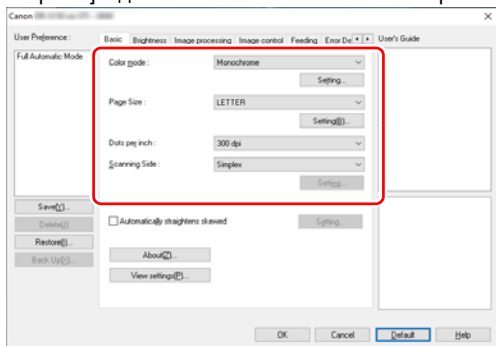 Canon
User Preference :
Basic Brightness Image processing Image control Feeding Error De
User's Guide
Full Automatic Mode
Color mode : Monochrome
Setting...
Page Size : LETTER
Setting(B)...
Dots per inch : 300 dpi
Scanning Side : Simplex
Setting...
Save(Y)...
Delete(J)
Restore(I)...
Back Up(X)...
Automatically straightens skewed
Setting...
About(Z)...
View settings(P)...
OK Cancel Default Help